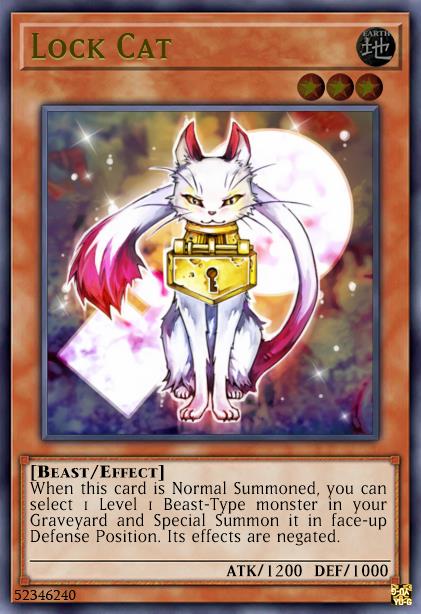 Lock Cat
EARTH
地
[Beast/Effect]
When this card is Normal Summoned, you can
select 1 Level 1 Beast-Type monster in your
Graveyard and Special Summon it in face-up
Defense Position. Its effects are negated.
ATK/1200 DEF/1000
52346240